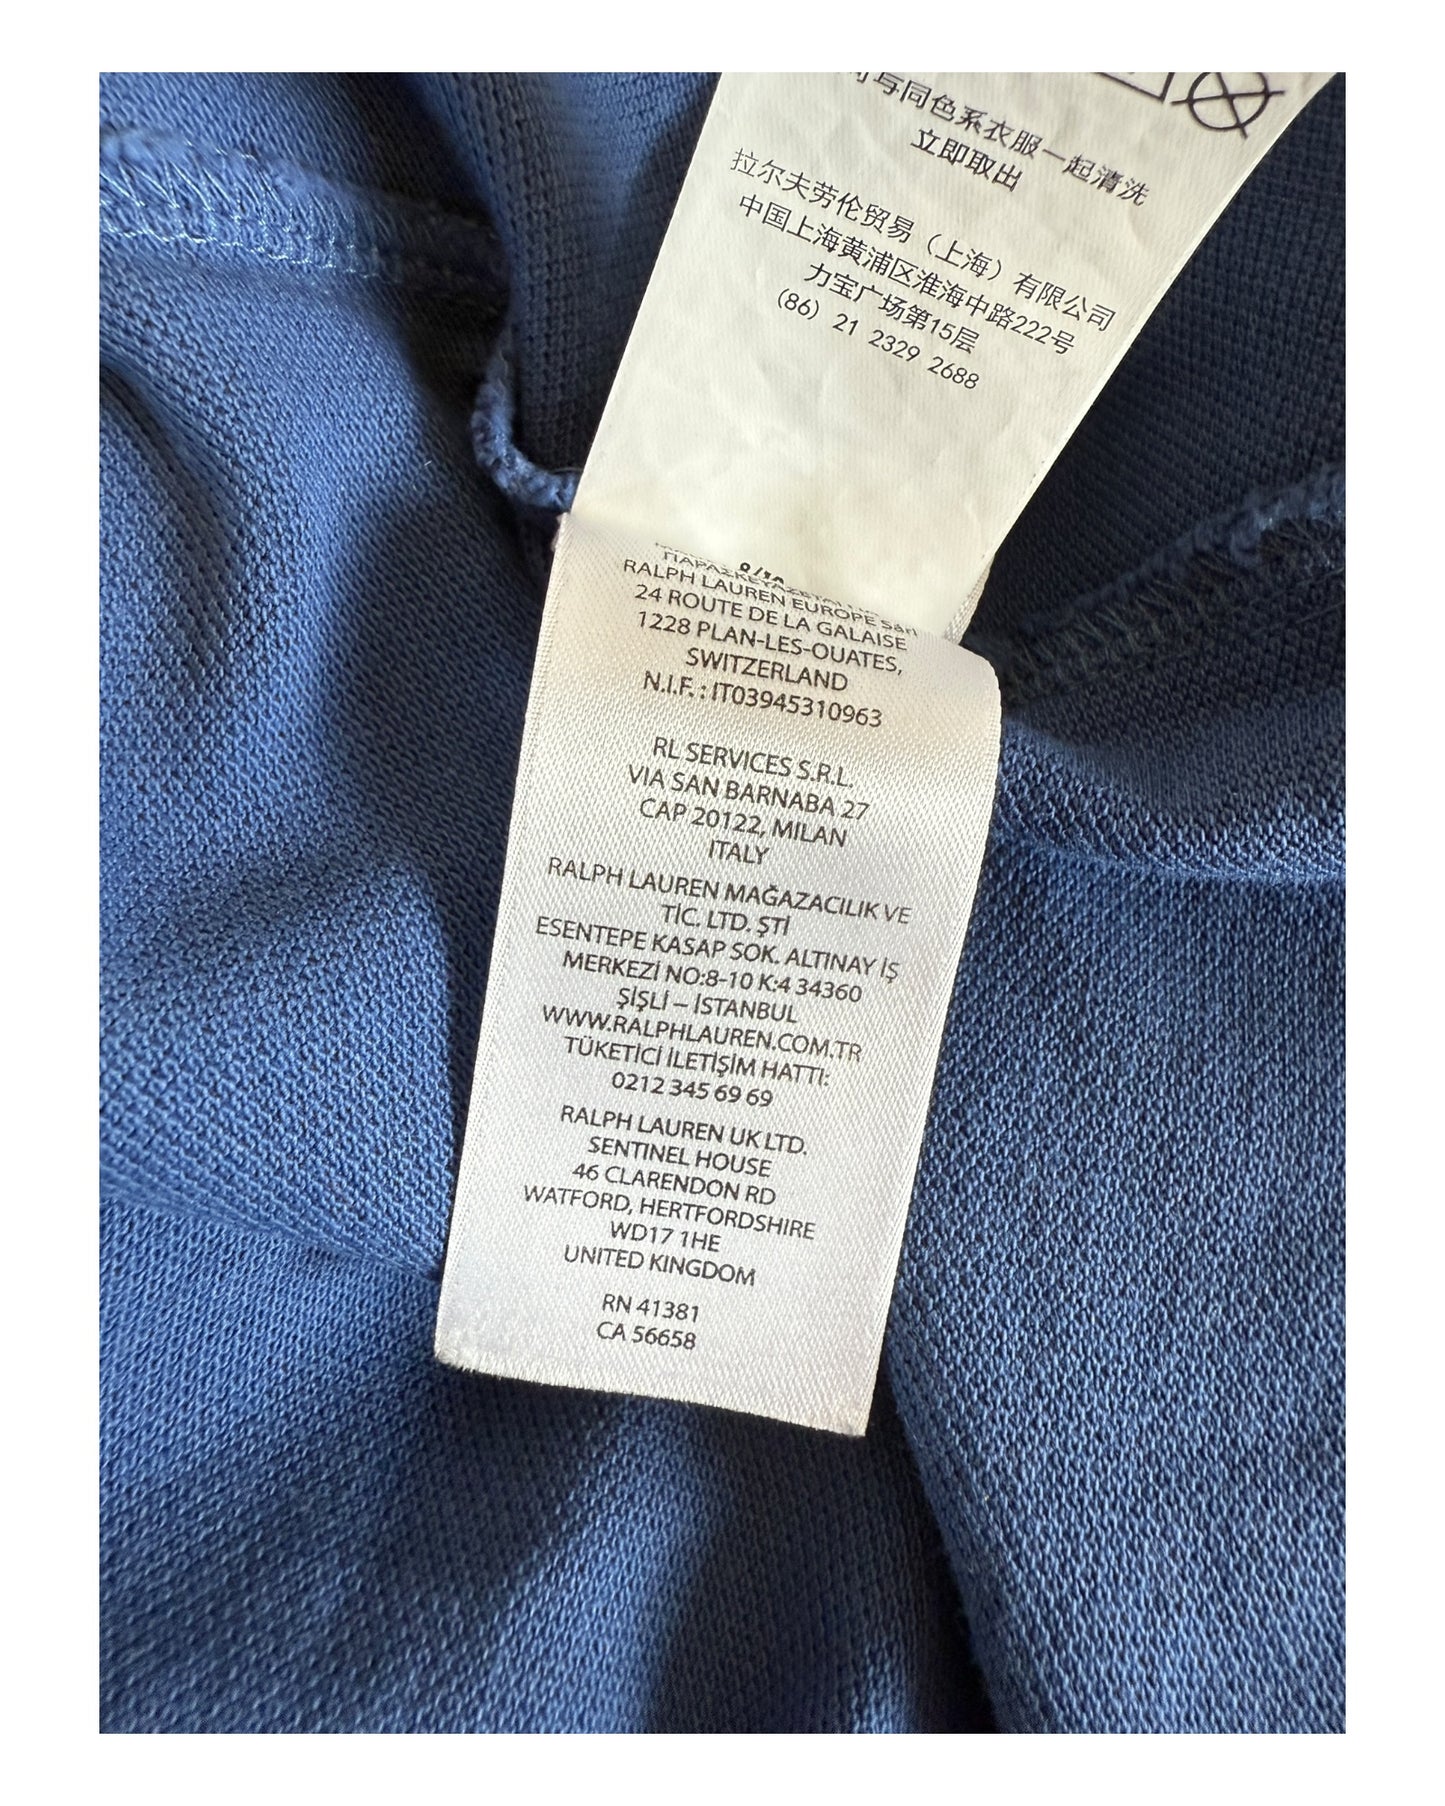 与同色系衣服一起清洗
立即取出
拉尔夫劳伦贸易（上海）有限公司
中国上海黄浦区淮海中路222号
力宝广场第15层
(86) 21 2329 2688
RALPH LAUREN EUROPE Sàrl
24 ROUTE DE LA GALAISE
1228 PLAN-LES-OUATES,
SWITZERLAND
N.I.F. : IT03945310963
RL SERVICES S.R.L.
VIA SAN BARNABA 27
CAP 20122, MILAN
ITALY
RALPH LAUREN MAĞAZACILIK VE
TİC. LTD. ŞTİ
ESENTEPE KASAP SOK. ALTINAY İŞ
MERKEZİ NO:8-10 K:4 34360
ŞİŞLİ – İSTANBUL
WWW.RALPHLAUREN.COM.TR
TÜKETİCİ İLETİŞİM HATTI:
0212 345 69 69
RALPH LAUREN UK LTD.
SENTINEL HOUSE
46 CLARENDON RD
WATFORD, HERTFORDSHIRE
WD17 1HE
UNITED KINGDOM
RN 41381
CA 56658